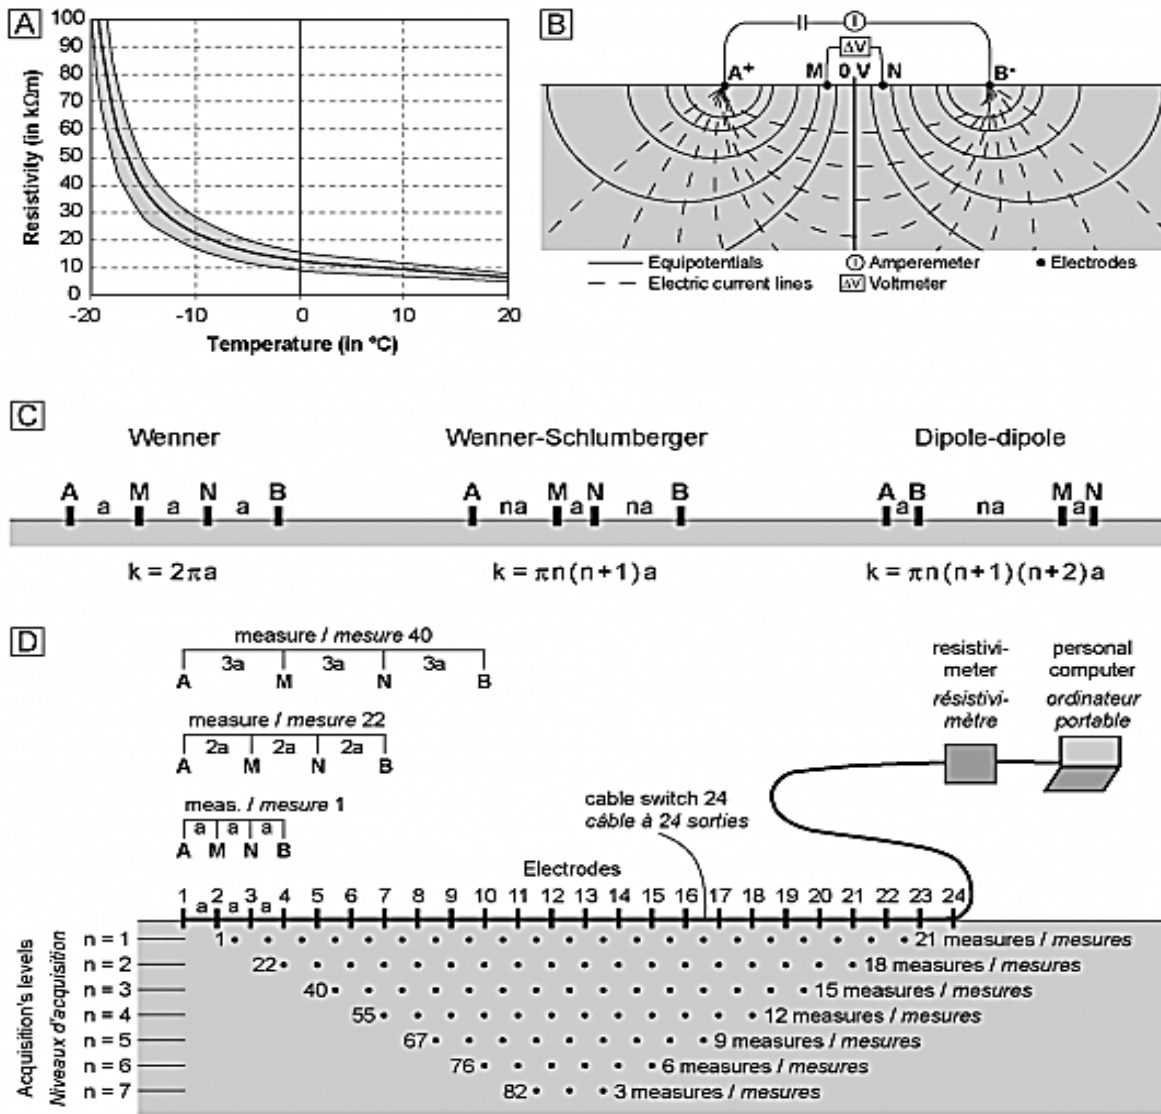 A
Resistivity (in kΩm)
100
90
80
70
60
50
40
30
20
10
0
-20 -10 0 10 20
Temperature (in °C)
B
I
ΔV
A+ M 0 V N B-
Equipotentials
I Amperemeter
Electrodes
Electric current lines
ΔV Voltmeter
C
Wenner Wenner-Schlumberger Dipole-dipole
A M N B A M N B A B M N
a a a na a na a na a
k = 2πa k = πn(n+1)a k = πn(n+1)(n+2)a
D
measure / mesure 40
3a 3a 3a
A M N B
measure / mesure 22
2a 2a 2a
A M N B
meas. / mesure 1
a a a
A M N B
resistivi-
meter
résistivi-
mètre
personal
computer
ordinateur
portable
cable switch 24
câble à 24 sorties
Electrodes
1 2 3 4 5 6 7 8 9 10 11 12 13 14 15 16 17 18 19 20 21 22 23 24
a a a
Acquisition's levels
Niveaux d'acquisition
n = 1 1 21 measures / mesures
n = 2 22 18 measures / mesures
n = 3 40 15 measures / mesures
n = 4 55 12 measures / mesures
n = 5 67 9 measures / mesures
n = 6 76 6 measures / mesures
n = 7 82 3 measures / mesures